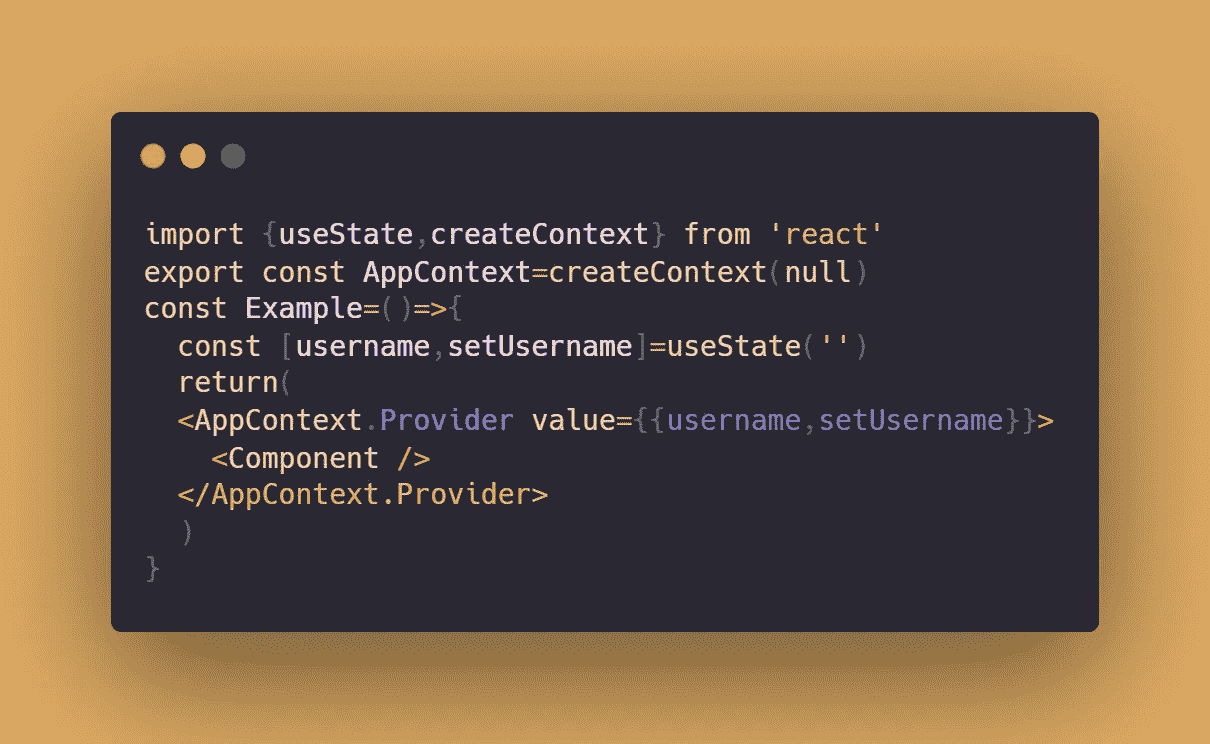 import {useState,createContext} from 'react'
export const AppContext=createContext(null)
const Example=()=>{
  const [username,setUsername]=useState('')
  return(
  <AppContext.Provider value={{username,setUsername}}>
    <Component />
  </AppContext.Provider>
  )
}